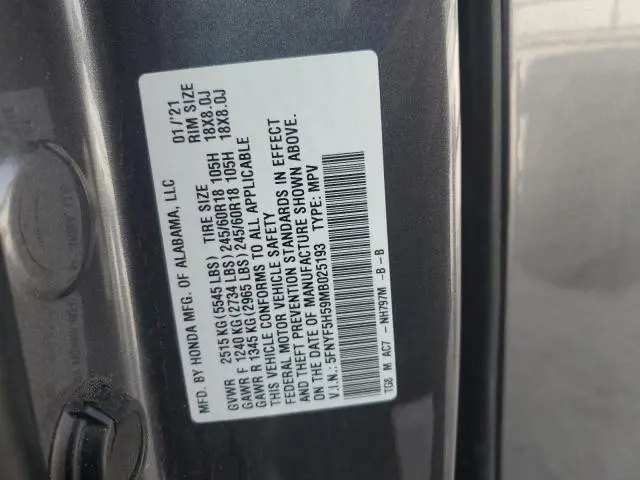 MFD. BY HONDA MFG. OF ALABAMA, LLC 01/'21
TIRE SIZE RIM SIZE
GVWR 2515 KG (5545 LBS)
GAWR F 1240 KG (2734 LBS) 245/60R18 105H 18X8.0J
GAWR R 1345 KG (2965 LBS) 245/60R18 105H 18X8.0J
THIS VEHICLE CONFORMS TO ALL APPLICABLE
FEDERAL MOTOR VEHICLE SAFETY
AND THEFT PREVENTION STANDARDS IN EFFECT
ON THE DATE OF MANUFACTURE SHOWN ABOVE.
V.I.N.: 5FNYF5H59MB025193 TYPE: MPV
TG8 M AC7 - NH797M -B-B